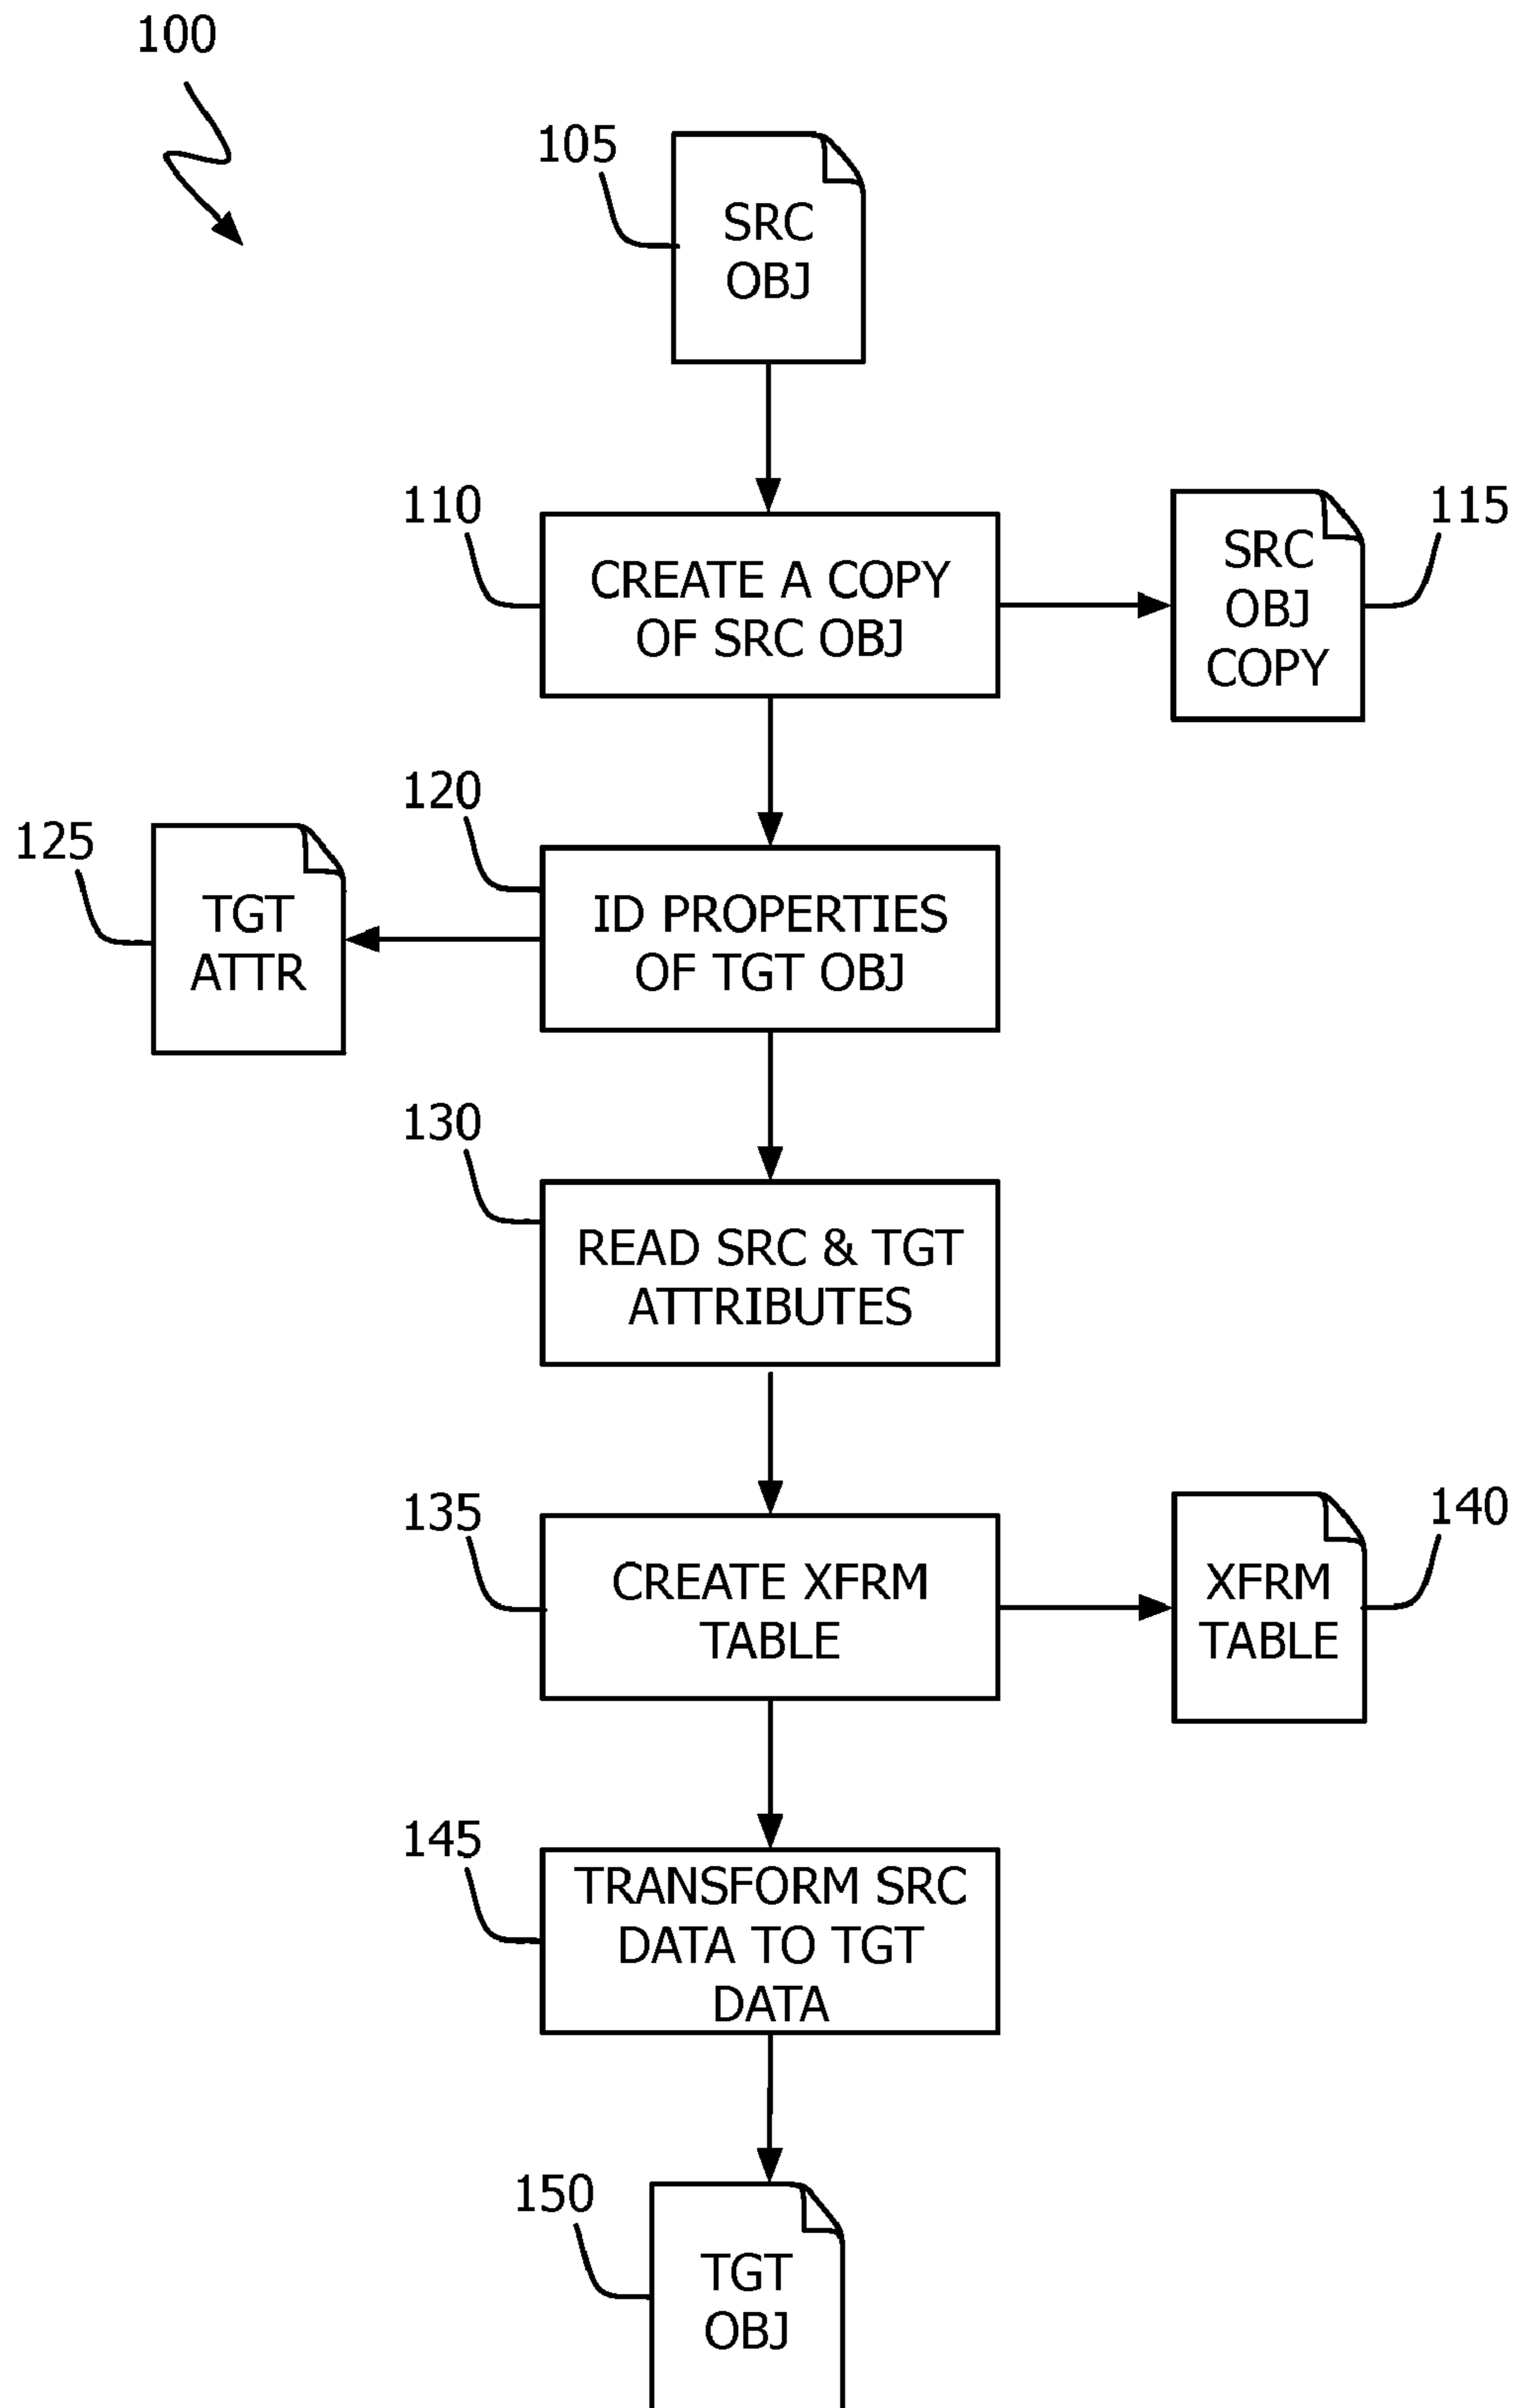 100
105
SRC
OBJ
110
CREATE A COPY
OF SRC OBJ
SRC
OBJ
COPY
115
120
125
TGT
ATTR
ID PROPERTIES
OF TGT OBJ
130
READ SRC & TGT
ATTRIBUTES
135
CREATE XFRM
TABLE
XFRM
TABLE
140
145
TRANSFORM SRC
DATA TO TGT
DATA
150
TGT
OBJ